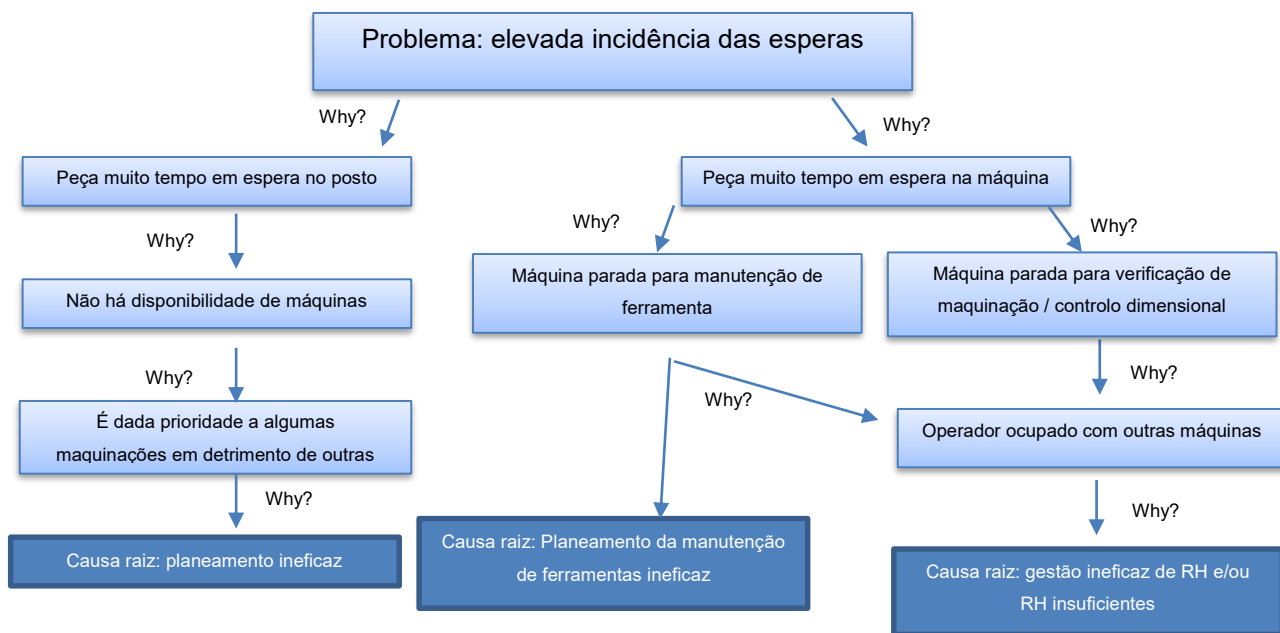 Problema: elevada incidência das esperas
Why?
Why?
Peça muito tempo em espera no posto
Peça muito tempo em espera na máquina
Why?
Why?
Why?
Não há disponibilidade de máquinas
Máquina parada para manutenção de
ferramenta
Máquina parada para verificação de
maquinação / controlo dimensional
Why?
Why?
Why?
É dada prioridade a algumas
maquinações em detrimento de outras
Operador ocupado com outras máquinas
Why?
Why?
Causa raiz: planeamento ineficaz
Causa raiz: Planeamento da manutenção
de ferramentas ineficaz
Causa raiz: gestão ineficaz de RH e/ou
RH insuficientes